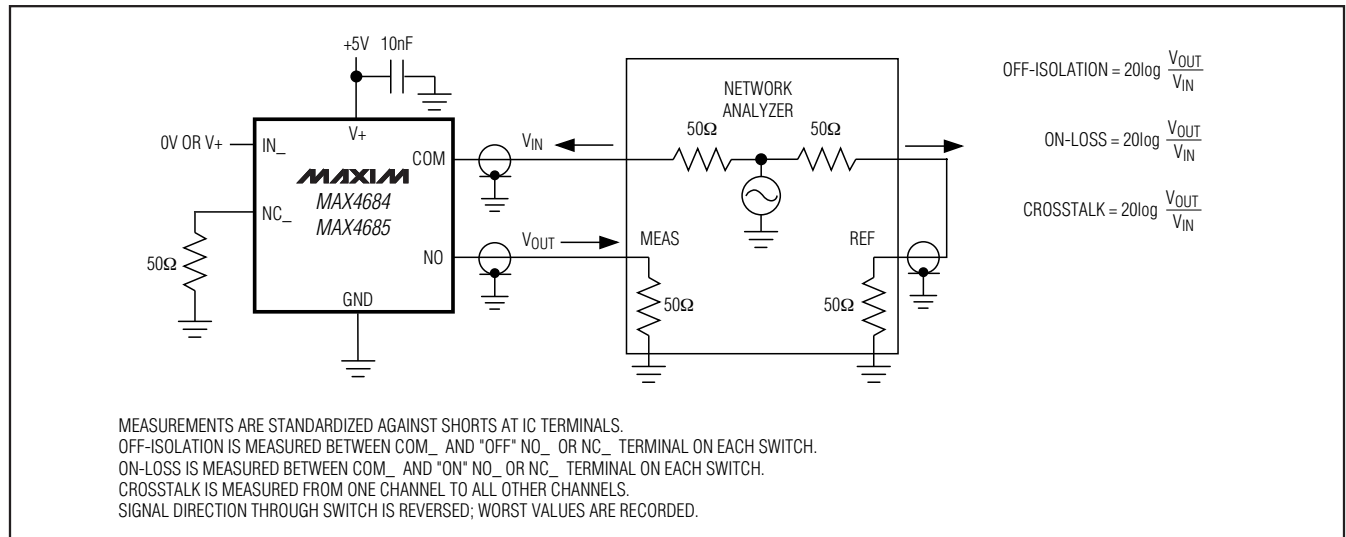 +5V 10nF
0V OR V+
IN_
V+
COM
MAXIM
MAX4684
MAX4685
NC_
NO
GND
50Ω
VIN
VOUT
NETWORK
ANALYZER
50Ω 50Ω
MEAS REF
50Ω 50Ω
OFF-ISOLATION = 20log VOUT
VIN
ON-LOSS = 20log VOUT
VIN
CROSSTALK = 20log VOUT
VIN
MEASUREMENTS ARE STANDARDIZED AGAINST SHORTS AT IC TERMINALS.
OFF-ISOLATION IS MEASURED BETWEEN COM_ AND "OFF" NO_ OR NC_ TERMINAL ON EACH SWITCH.
ON-LOSS IS MEASURED BETWEEN COM_ AND "ON" NO_ OR NC_ TERMINAL ON EACH SWITCH.
CROSSTALK IS MEASURED FROM ONE CHANNEL TO ALL OTHER CHANNELS.
SIGNAL DIRECTION THROUGH SWITCH IS REVERSED; WORST VALUES ARE RECORDED.